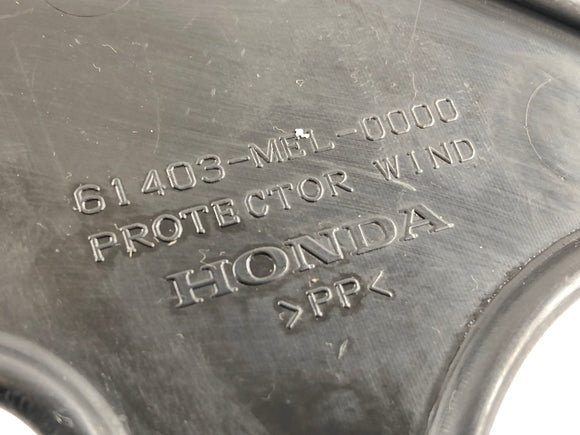 61403-MEL-0000
PROTECTOR WIND
HONDA
>PP<